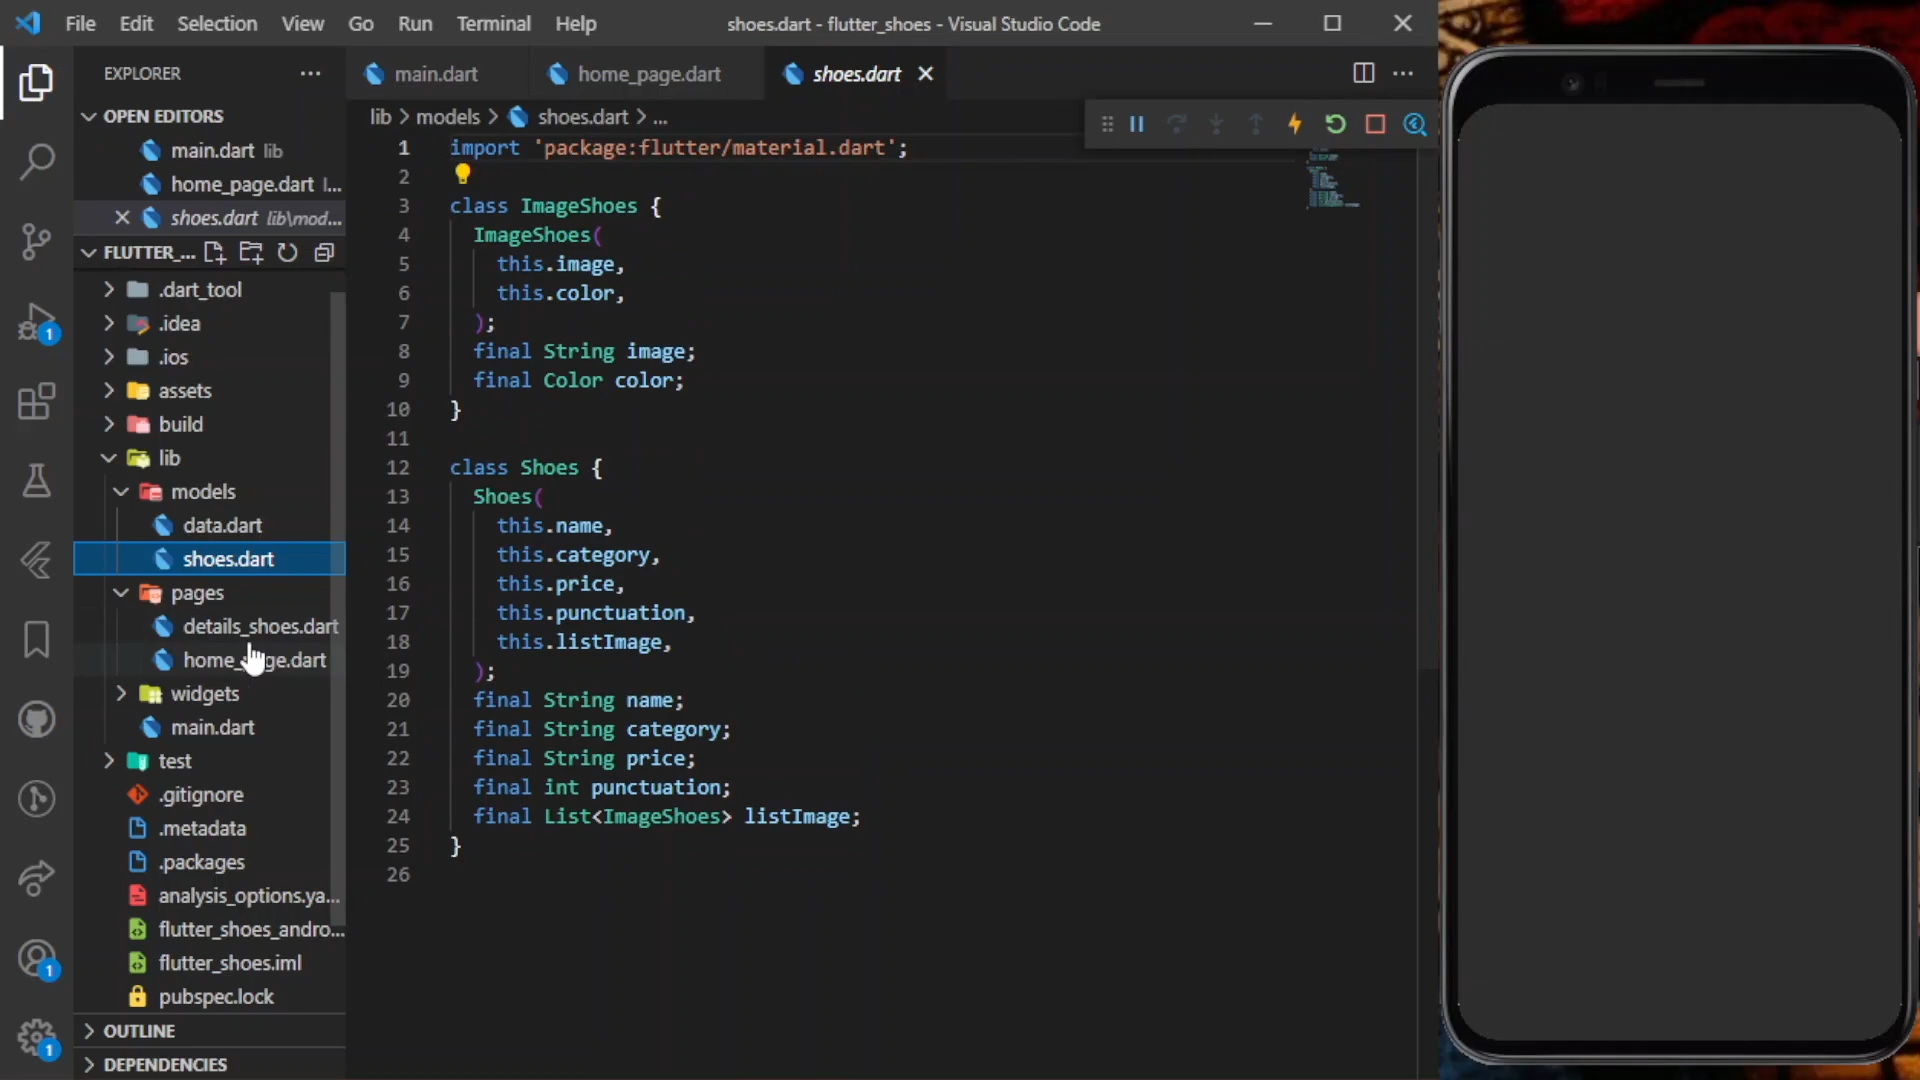 File Edit Selection View Go Run Terminal Help shoes.dart - flutter_shoes - Visual Studio Code
EXPLORER
main.dart home_page.dart shoes.dart
OPEN EDITORS
main.dart lib
home_page.dart l...
shoes.dart lib\mod...
FLUTTER_...
.dart_tool
.idea
.ios
assets
build
lib
models
data.dart
shoes.dart
pages
details_shoes.dart
home_page.dart
widgets
main.dart
test
.gitignore
.metadata
.packages
analysis_options.ya...
flutter_shoes_andro...
flutter_shoes.iml
pubspec.lock
OUTLINE
DEPENDENCIES
1
1
1
lib > models > shoes.dart > ...
1 import 'package:flutter/material.dart';
2
3 class ImageShoes {
4 ImageShoes(
5 this.image,
6 this.color,
7 );
8 final String image;
9 final Color color;
10 }
11
12 class Shoes {
13 Shoes(
14 this.name,
15 this.category,
16 this.price,
17 this.punctuation,
18 this.listImage,
19 );
20 final String name;
21 final String category;
22 final String price;
23 final int punctuation;
24 final List<ImageShoes> listImage;
25 }
26